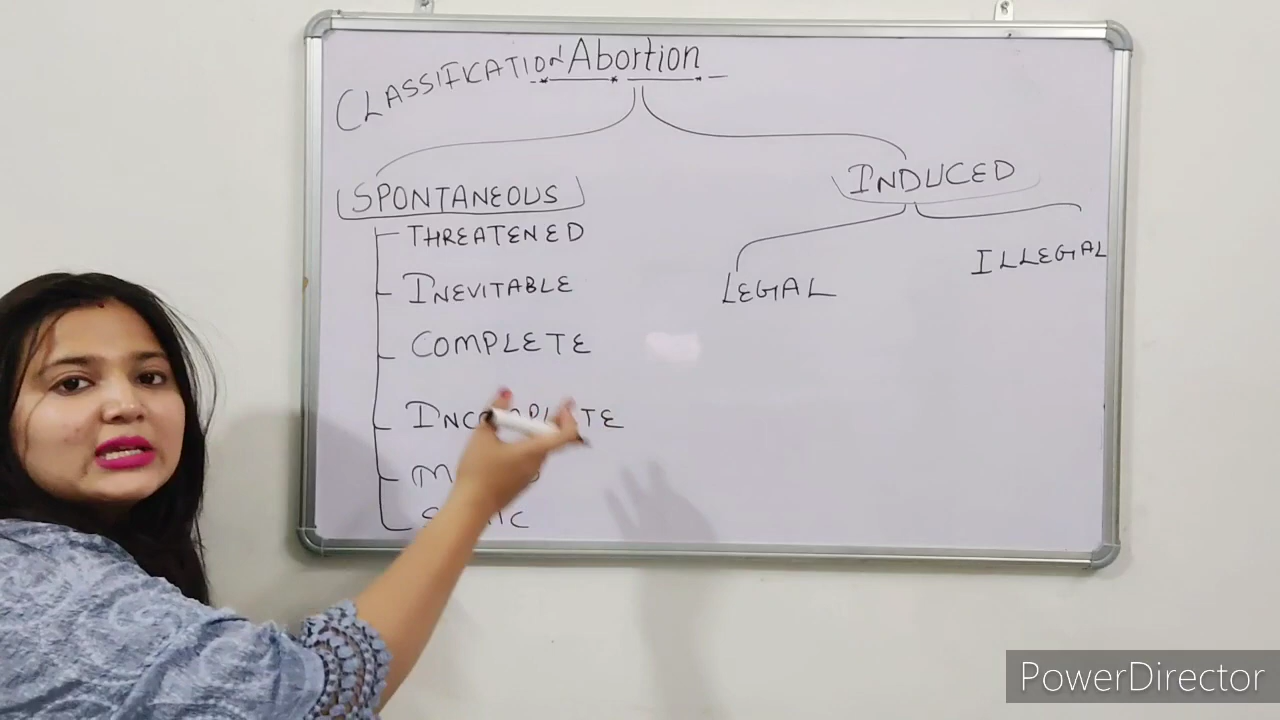 CLASSIFICATION Abortion
SPONTANEOUS
INDUCED
THREATENED
INEVITABLE
COMPLETE
LEGAL
ILLEGAL
PowerDirector